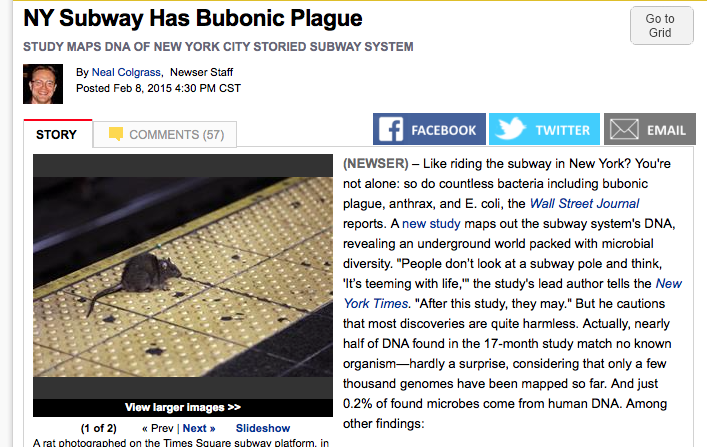 NY Subway Has Bubonic Plague
Go to
Grid
STUDY MAPS DNA OF NEW YORK CITY STORIED SUBWAY SYSTEM
By Neal Colgrass, Newser Staff
Posted Feb 8, 2015 4:30 PM CST
STORY
COMMENTS (57)
FACEBOOK
TWITTER
EMAIL
(NEWSER) – Like riding the subway in New York? You're
not alone: so do countless bacteria including bubonic
plague, anthrax, and E. coli, the Wall Street Journal
reports. A new study maps out the subway system's DNA,
revealing an underground world packed with microbial
diversity. "People don't look at a subway pole and think,
'It's teeming with life,'" the study's lead author tells the New
York Times. "After this study, they may." But he cautions
that most discoveries are quite harmless. Actually, nearly
half of DNA found in the 17-month study match no known
organism—hardly a surprise, considering that only a few
thousand genomes have been mapped so far. And just
0.2% of found microbes come from human DNA. Among
other findings:
View larger images >>
(1 of 2) « Prev | Next » Slideshow
A rat photographed on the Times Square subway platform, in